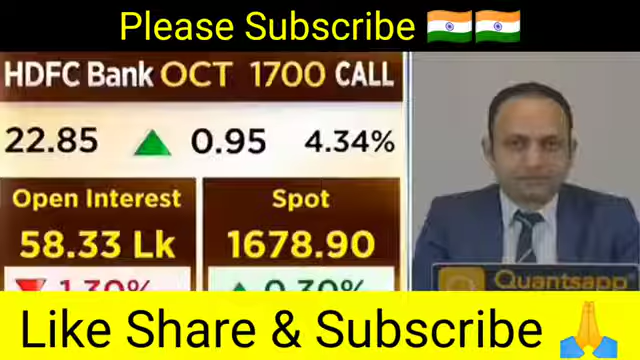 Please Subscribe 🇮🇳🇮🇳
HDFC Bank OCT 1700 CALL
22.85 ▲ 0.95 4.34%
Open Interest
58.33 Lk
Spot
1678.90
Quantsapp
Like Share & Subscribe 🙏